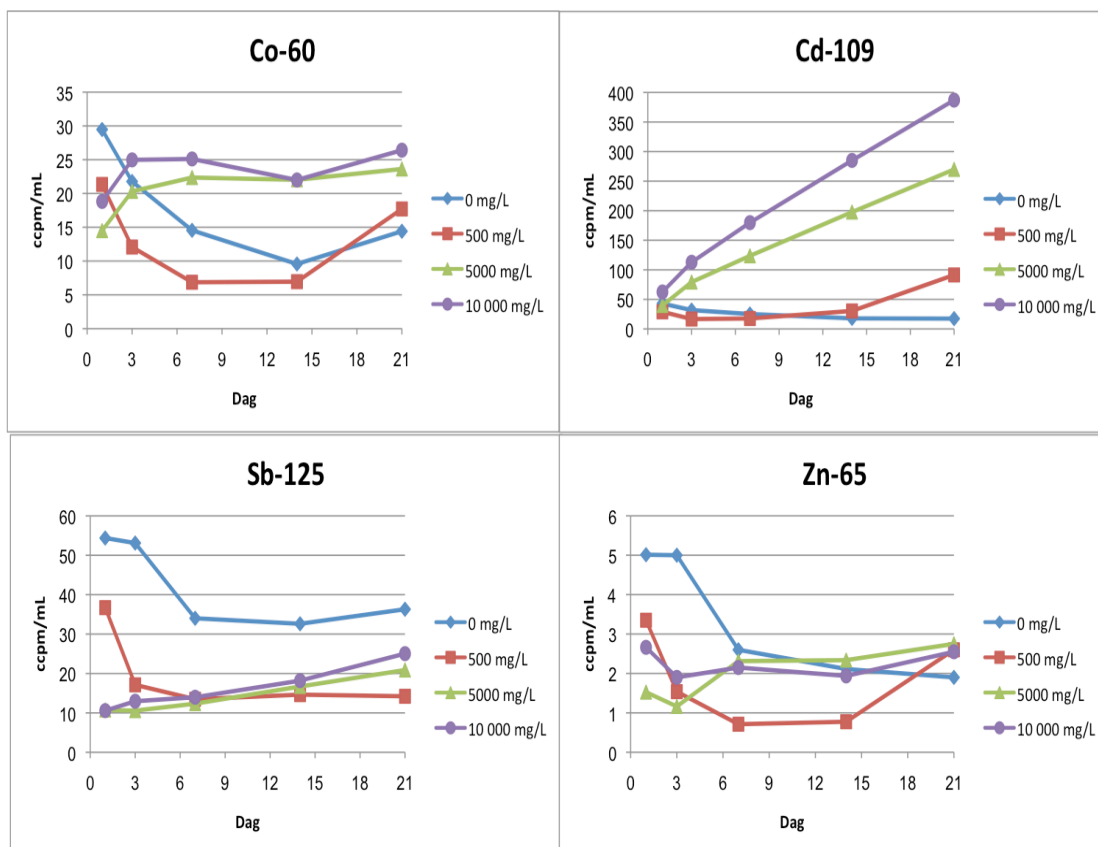 Co-60
ccpm/mL
35
30
25
20
15
10
5
0
0 3 6 9 12 15 18 21
Dag
0 mg/L
500 mg/L
5000 mg/L
10 000 mg/L
Cd-109
ccpm/mL
400
350
300
250
200
150
100
50
0
0 3 6 9 12 15 18 21
Dag
0 mg/L
500 mg/L
5000 mg/L
10 000 mg/L
Sb-125
ccpm/mL
60
50
40
30
20
10
0
0 3 6 9 12 15 18 21
Dag
0 mg/L
500 mg/L
5000 mg/L
10 000 mg/L
Zn-65
ccpm/mL
6
5
4
3
2
1
0
0 3 6 9 12 15 18 21
Dag
0 mg/L
500 mg/L
5000 mg/L
10 000 mg/L